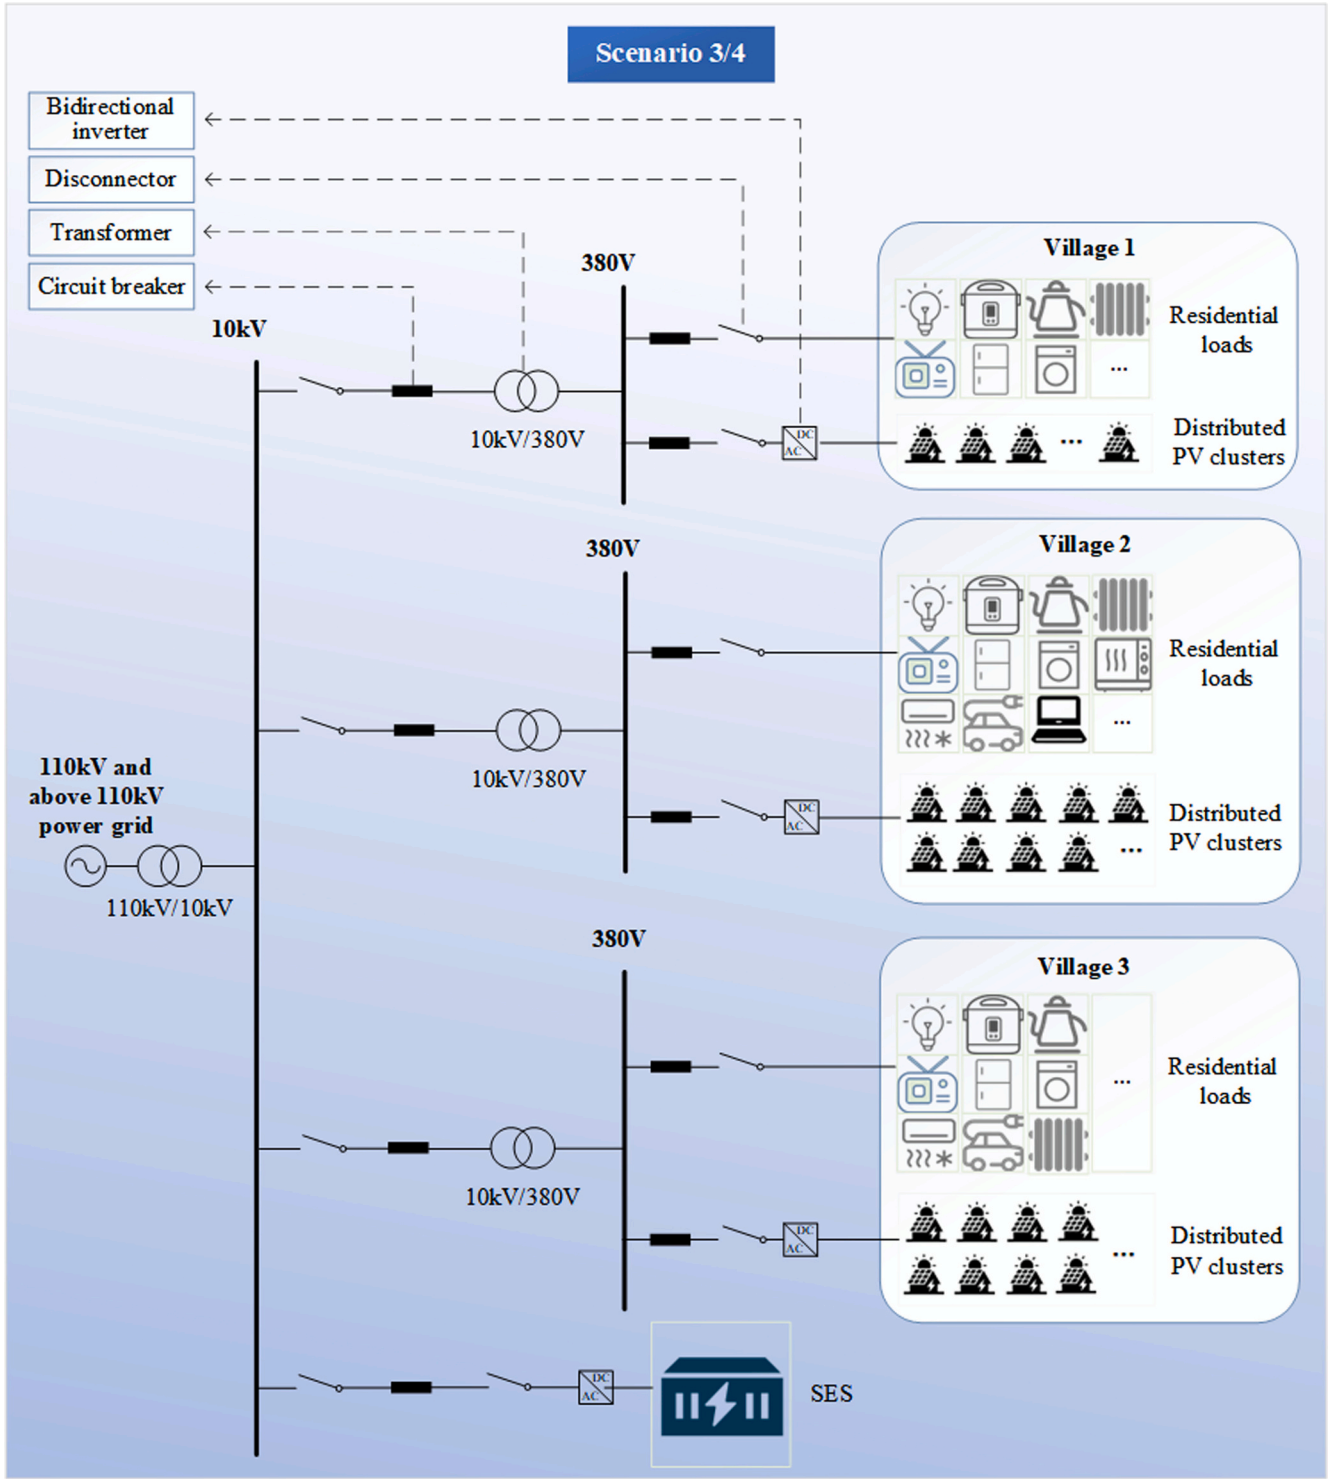 Scenario 3/4
Bidirectional
inverter
Disconnector
Transformer
Circuit breaker
10kV
380V
10kV/380V
DC
AC
Village 1
Residential
loads
...
Distributed
PV clusters
...
380V
10kV/380V
DC
AC
Village 2
Residential
loads
...
Distributed
PV clusters
...
110kV and
above 110kV
power grid
110kV/10kV
380V
10kV/380V
DC
AC
Village 3
Residential
loads
...
Distributed
PV clusters
...
DC
AC
SES